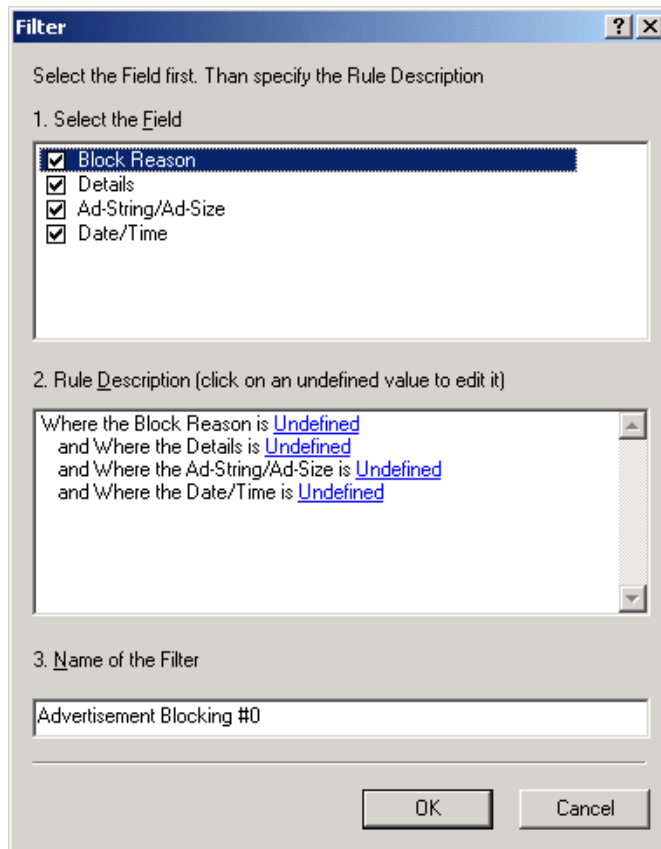 Filter
Select the Field first. Than specify the Rule Description
1. Select the Field
Block Reason
Details
Ad-String/Ad-Size
Date/Time
2. Rule Description (click on an undefined value to edit it)
Where the Block Reason is Undefined
and Where the Details is Undefined
and Where the Ad-String/Ad-Size is Undefined
and Where the Date/Time is Undefined
3. Name of the Filter
Advertisement Blocking #0
OK Cancel